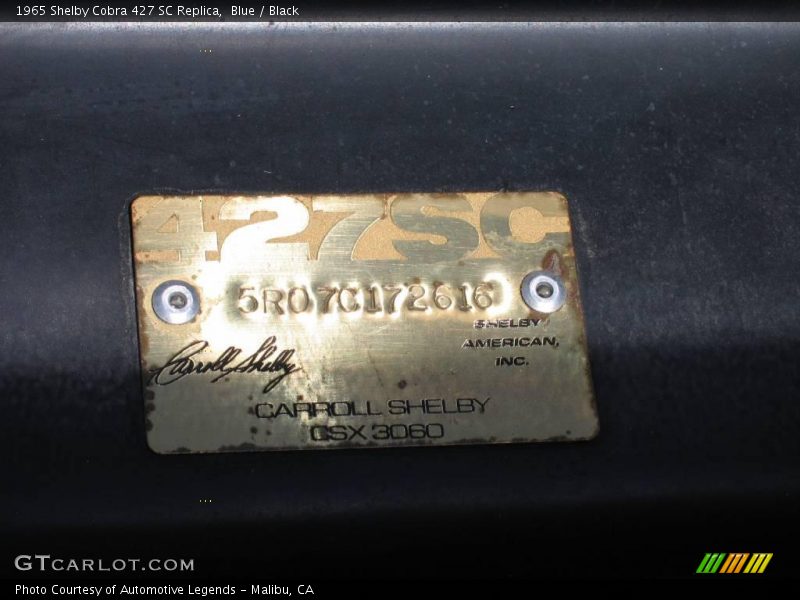 1965 Shelby Cobra 427 SC Replica,  Blue / Black
427SC
5R07C172616
SHELBY
AMERICAN,
INC.
Carroll Shelby
CARROLL SHELBY
CSX 3060
GTCARLOT.COM
Photo Courtesy of Automotive Legends - Malibu, CA